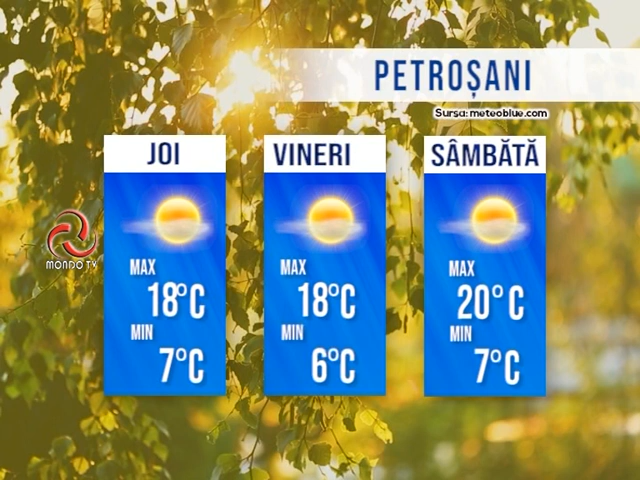 PETROȘANI
Sursa: meteoblue.com
JOI
MAX
18°C
MIN
7°C
VINERI
MAX
18°C
MIN
6°C
SÂMBĂTĂ
MAX
20°C
MIN
7°C
MONDO TV